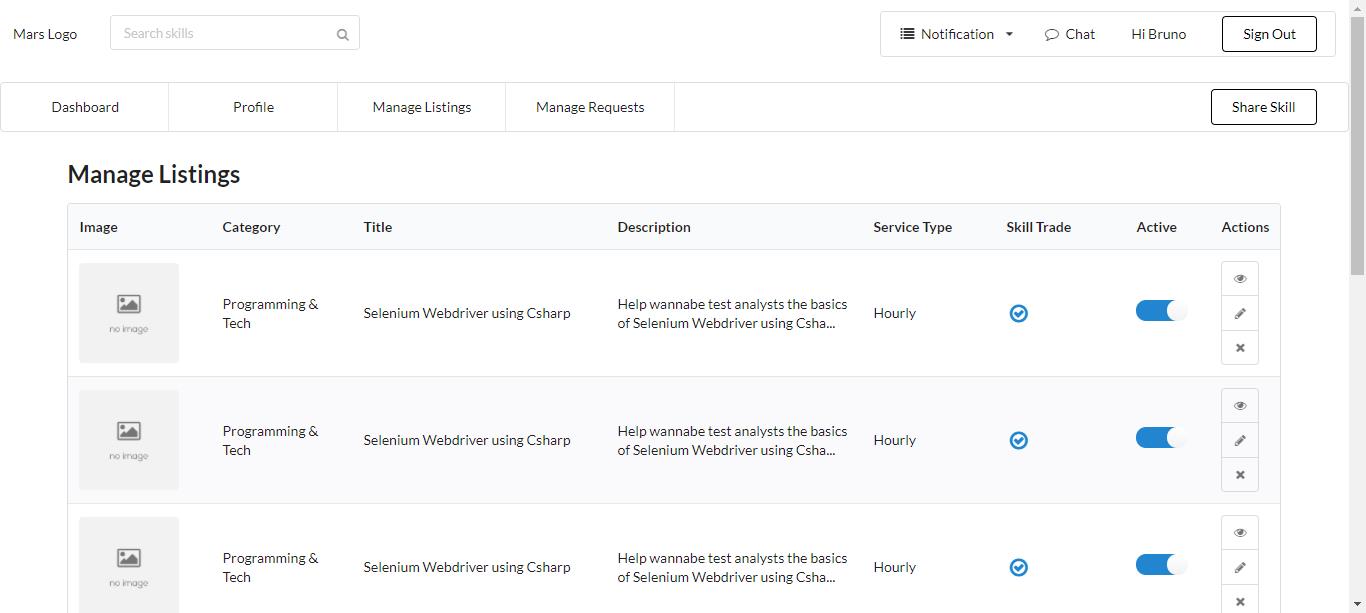 Mars Logo
Search skills
Notification
Chat
Hi Bruno
Sign Out
Dashboard
Profile
Manage Listings
Manage Requests
Share Skill
Manage Listings
Image
Category
Title
Description
Service Type
Skill Trade
Active
Actions
no image
Programming &
Tech
Selenium Webdriver using Csharp
Help wannabe test analysts the basics
of Selenium Webdriver using Csha...
Hourly
no image
Programming &
Tech
Selenium Webdriver using Csharp
Help wannabe test analysts the basics
of Selenium Webdriver using Csha...
Hourly
no image
Programming &
Tech
Selenium Webdriver using Csharp
Help wannabe test analysts the basics
of Selenium Webdriver using Csha...
Hourly